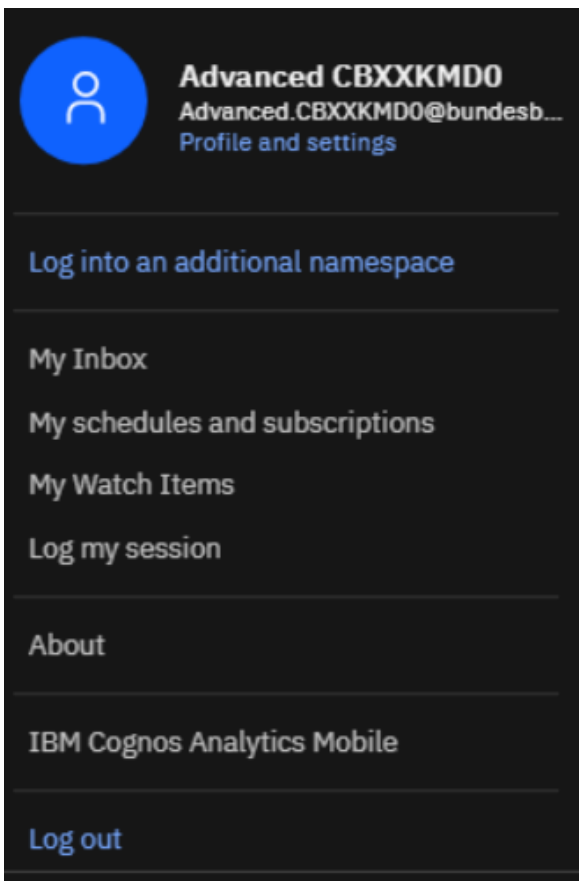 Advanced CBXXKMD0
Advanced.CBXXKMD0@bundesb...
Profile and settings
Log into an additional namespace
My Inbox
My schedules and subscriptions
My Watch Items
Log my session
About
IBM Cognos Analytics Mobile
Log out